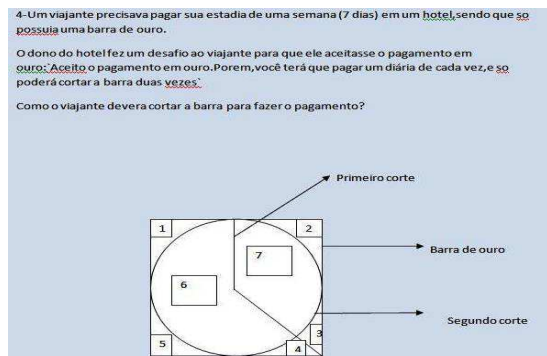 4-Um viajante precisava pagar sua estadia de uma semana (7 dias) em um hotel,sendo que so
possuia uma barra de ouro.
O dono do hotel fez um desafio ao viajante para que ele aceitasse o pagamento em
ouro:`Aceito o pagamento em ouro.Porem,você terá que pagar um diária de cada vez,e so
poderá cortar a barra duas vezes`
Como o viajante devera cortar a barra para fazer o pagamento?
Primeiro corte
1
2
7
Barra de ouro
6
Segundo corte
3
5
4